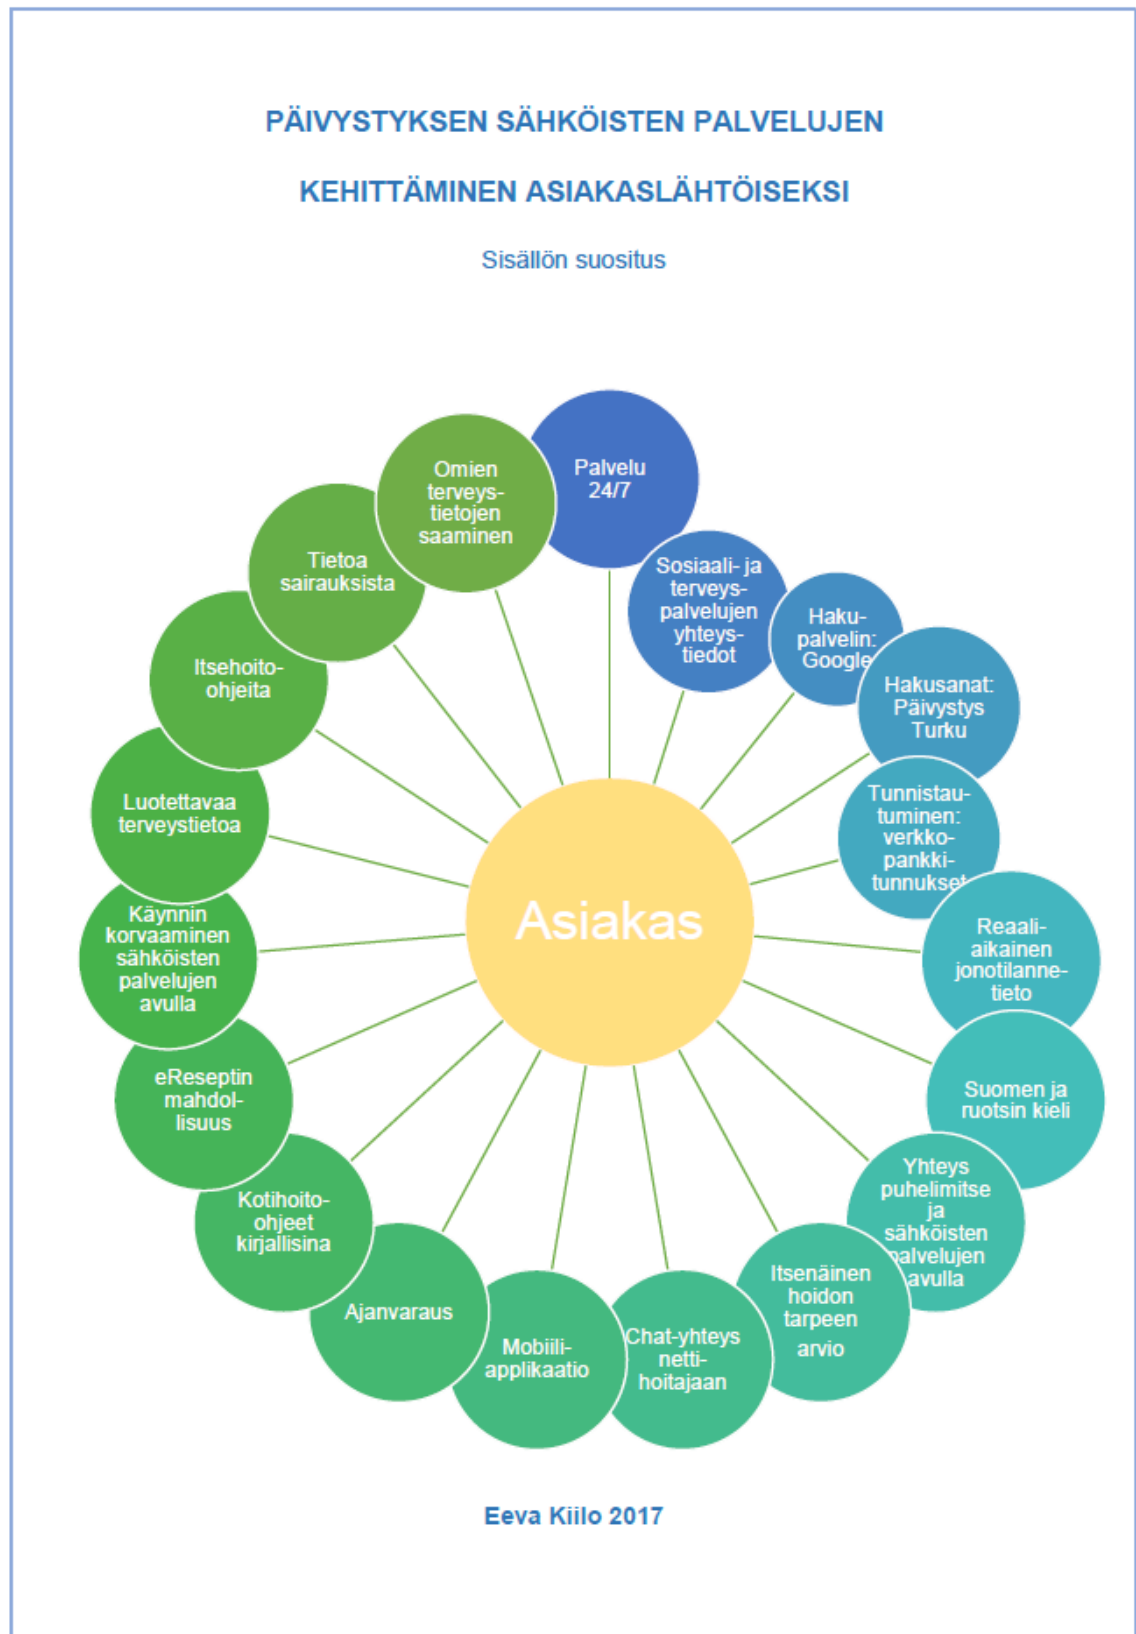 PÄIVYSTYKSEN SÄHKÖISTEN PALVELUJEN
KEHITTÄMINEN ASIAKASLÄHTÖISEKSI
Sisällön suositus
Palvelu
24/7
Sosiaali- ja
terveys-
palvelujen
yhteys-
tiedot
Haku-
palvelin:
Google
Hakusanat:
Päivystys
Turku
Tunnistau-
tuminen:
verkko-
pankki-
tunnukset
Reaali-
aikainen
jonotilanne-
tieto
Suomen ja
ruotsin kieli
Yhteys
puhelimitse
ja
sähköisten
palvelujen
avulla
Itsenäinen
hoidon
tarpeen
arvio
Chat-yhteys
netti-
hoitajaan
Mobiili-
applikaatio
Ajanvaraus
Kotihoito-
ohjeet
kirjallisina
eReseptin
mahdol-
lisuus
Käynnin
korvaaminen
sähköisten
palvelujen
avulla
Luotettavaa
terveystietoa
Itsehoito-
ohjeita
Tietoa
sairauksista
Omien
terveys-
tietojen
saaminen
Asiakas
Eeva Kiilo 2017